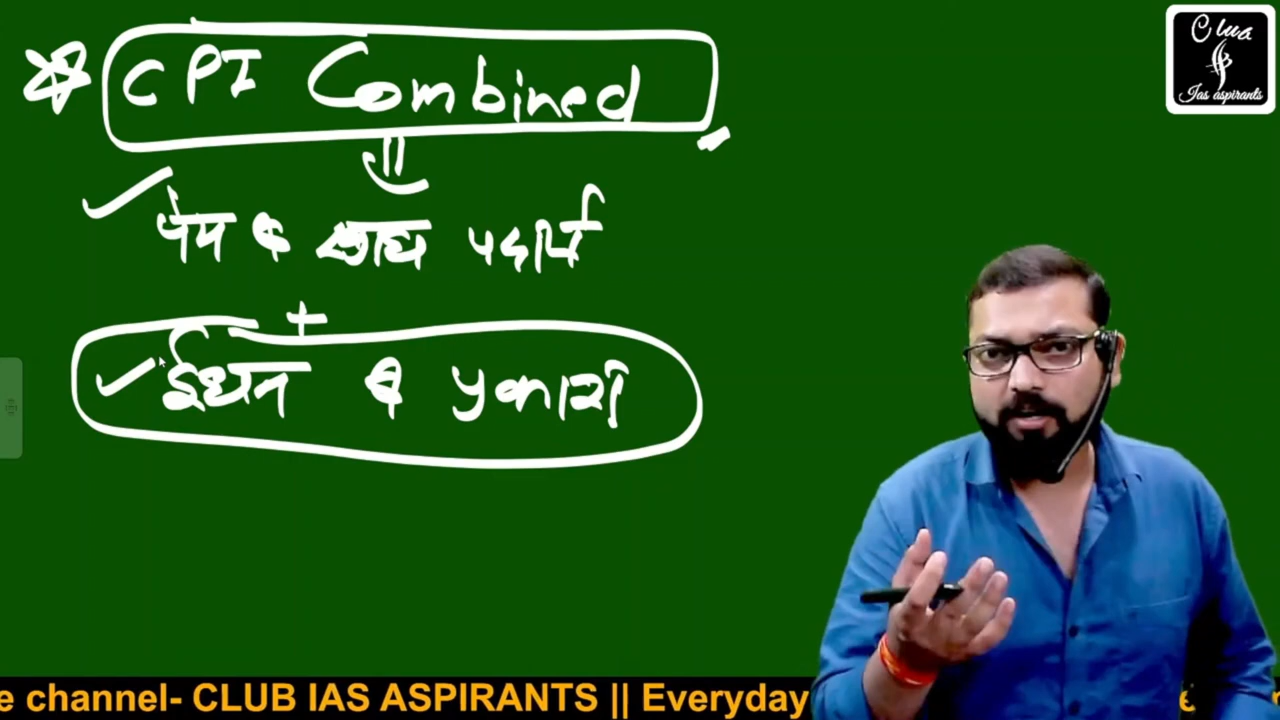 CPI Combined
पेय व खाद्य पदार्थ
+
ईंधन व प्रकाश
Club
Ias aspirants
e channel- CLUB IAS ASPIRANTS || Everyday